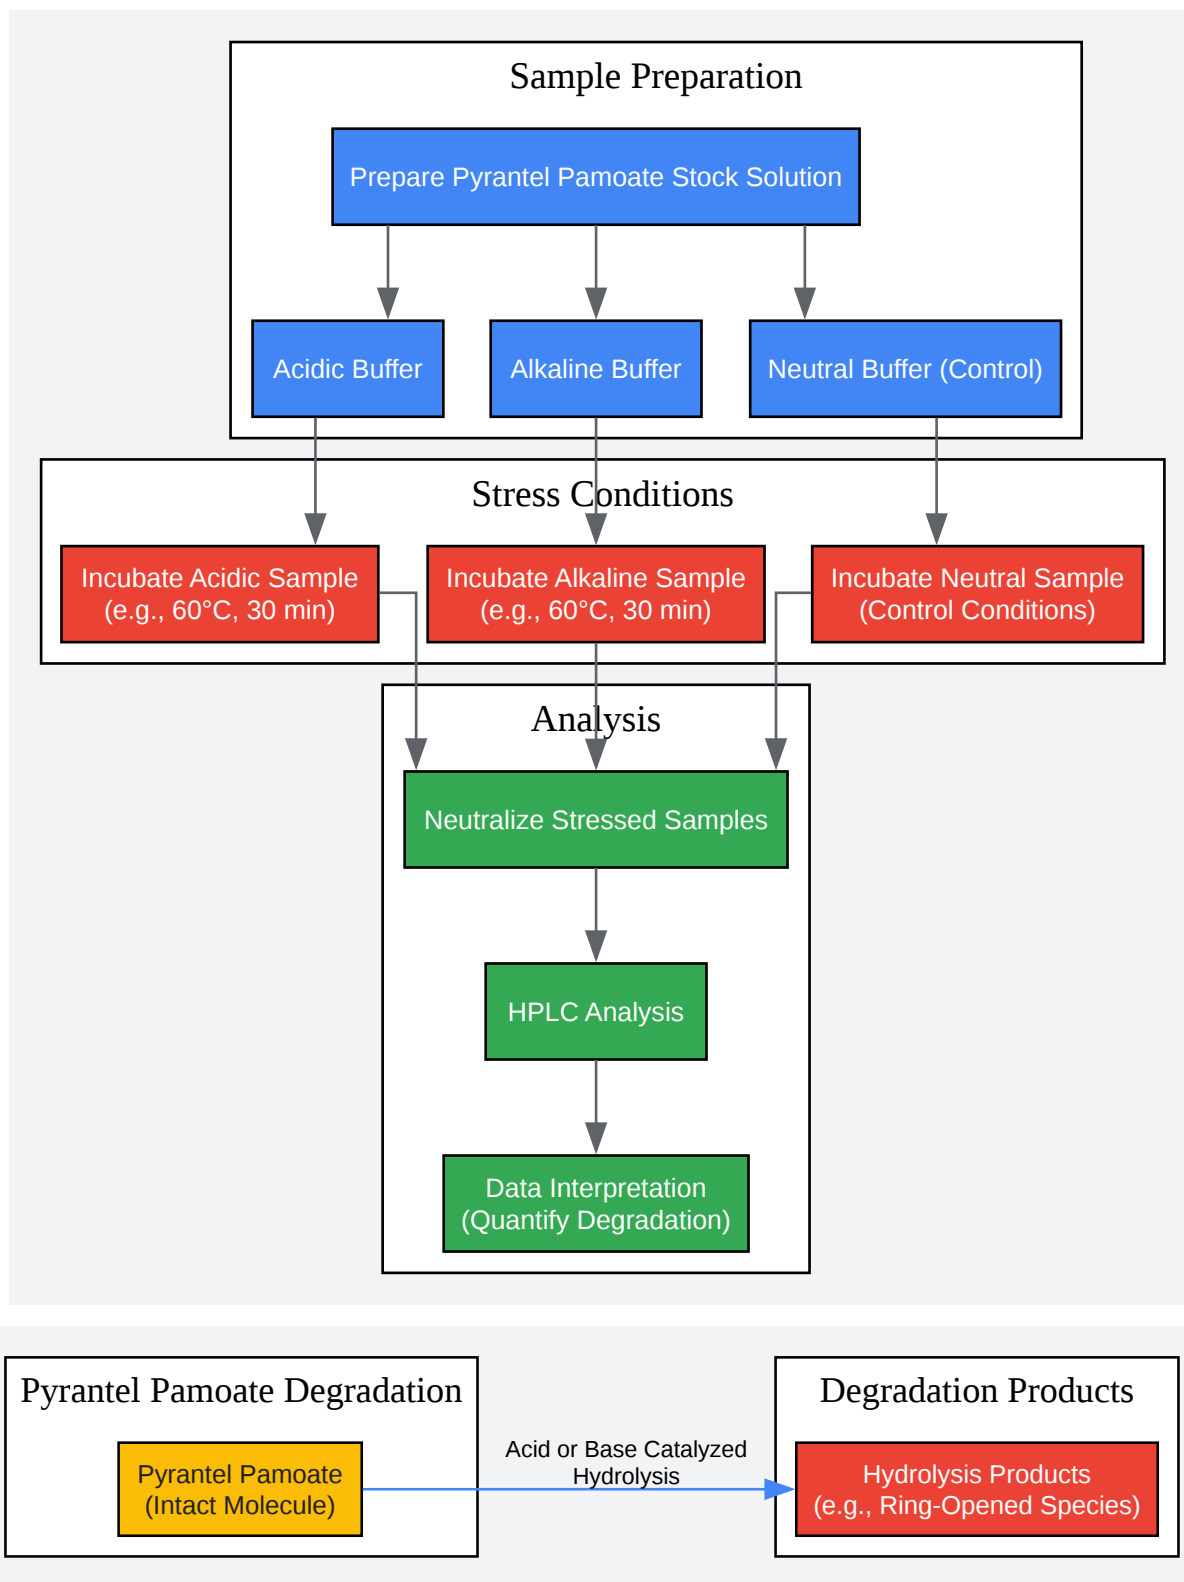 Sample Preparation
Prepare Pyrantel Pamoate Stock Solution
Acidic Buffer
Alkaline Buffer
Neutral Buffer (Control)
Stress Conditions
Incubate Acidic Sample
(e.g., 60°C, 30 min)
Incubate Alkaline Sample
(e.g., 60°C, 30 min)
Incubate Neutral Sample
(Control Conditions)
Analysis
Neutralize Stressed Samples
HPLC Analysis
Data Interpretation
(Quantify Degradation)
Pyrantel Pamoate Degradation
Pyrantel Pamoate
(Intact Molecule)
Acid or Base Catalyzed
Hydrolysis
Degradation Products
Hydrolysis Products
(e.g., Ring-Opened Species)